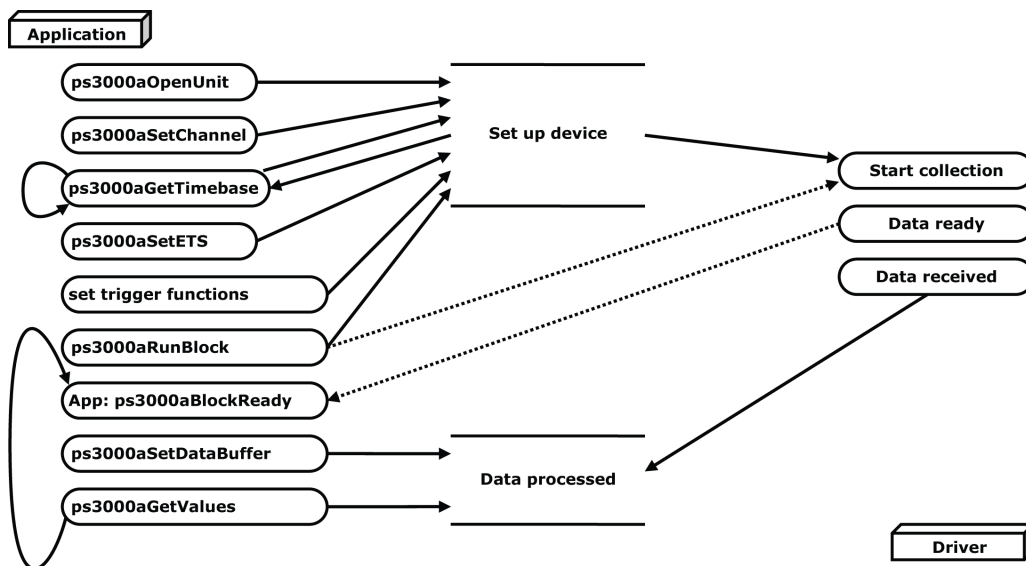 Application
ps3000aOpenUnit
ps3000aSetChannel
Set up device
Start collection
ps3000aGetTimebase
Data ready
ps3000aSetETS
Data received
set trigger functions
ps3000aRunBlock
App: ps3000aBlockReady
ps3000aSetDataBuffer
Data processed
ps3000aGetValues
Driver